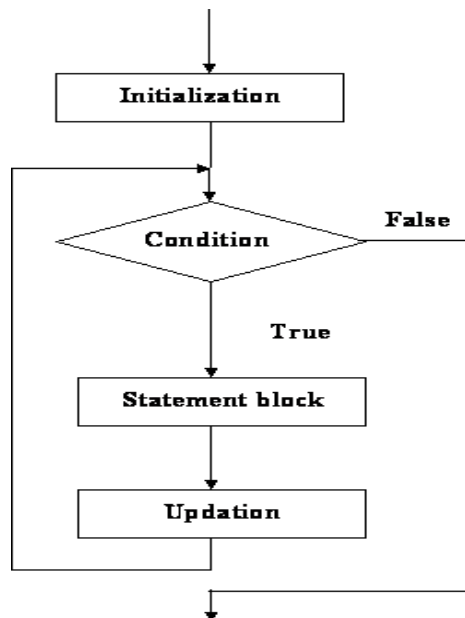 Initialization
Condition
False
True
Statement block
Updation